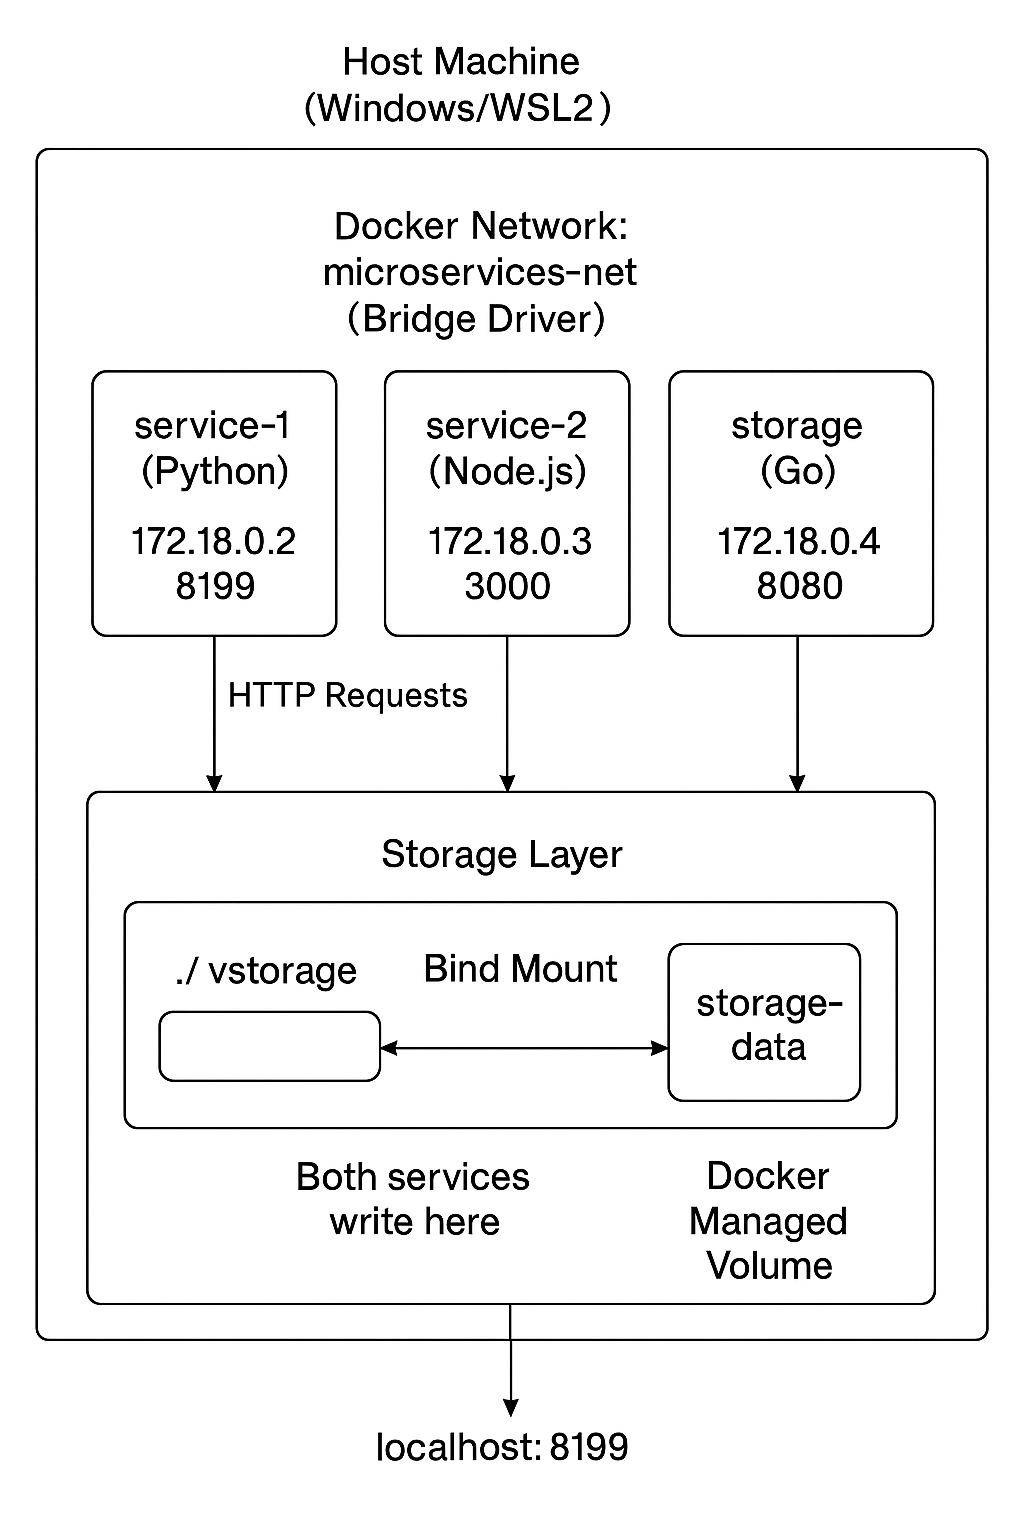 Host Machine
(Windows/WSL2)
Docker Network:
microservices-net
(Bridge Driver)
service-1
(Python)
172.18.0.2
8199
service-2
(Node.js)
172.18.0.3
3000
storage
(Go)
172.18.0.4
8080
HTTP Requests
Storage Layer
./ vstorage
Bind Mount
storage-
data
Both services
write here
Docker
Managed
Volume
localhost: 8199